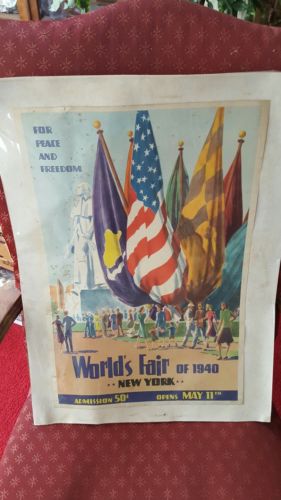 FOR
PEACE
AND
FREEDOM
World's Fair OF 1940
NEW YORK
ADMISSION 50¢ OPENS MAY 11TH